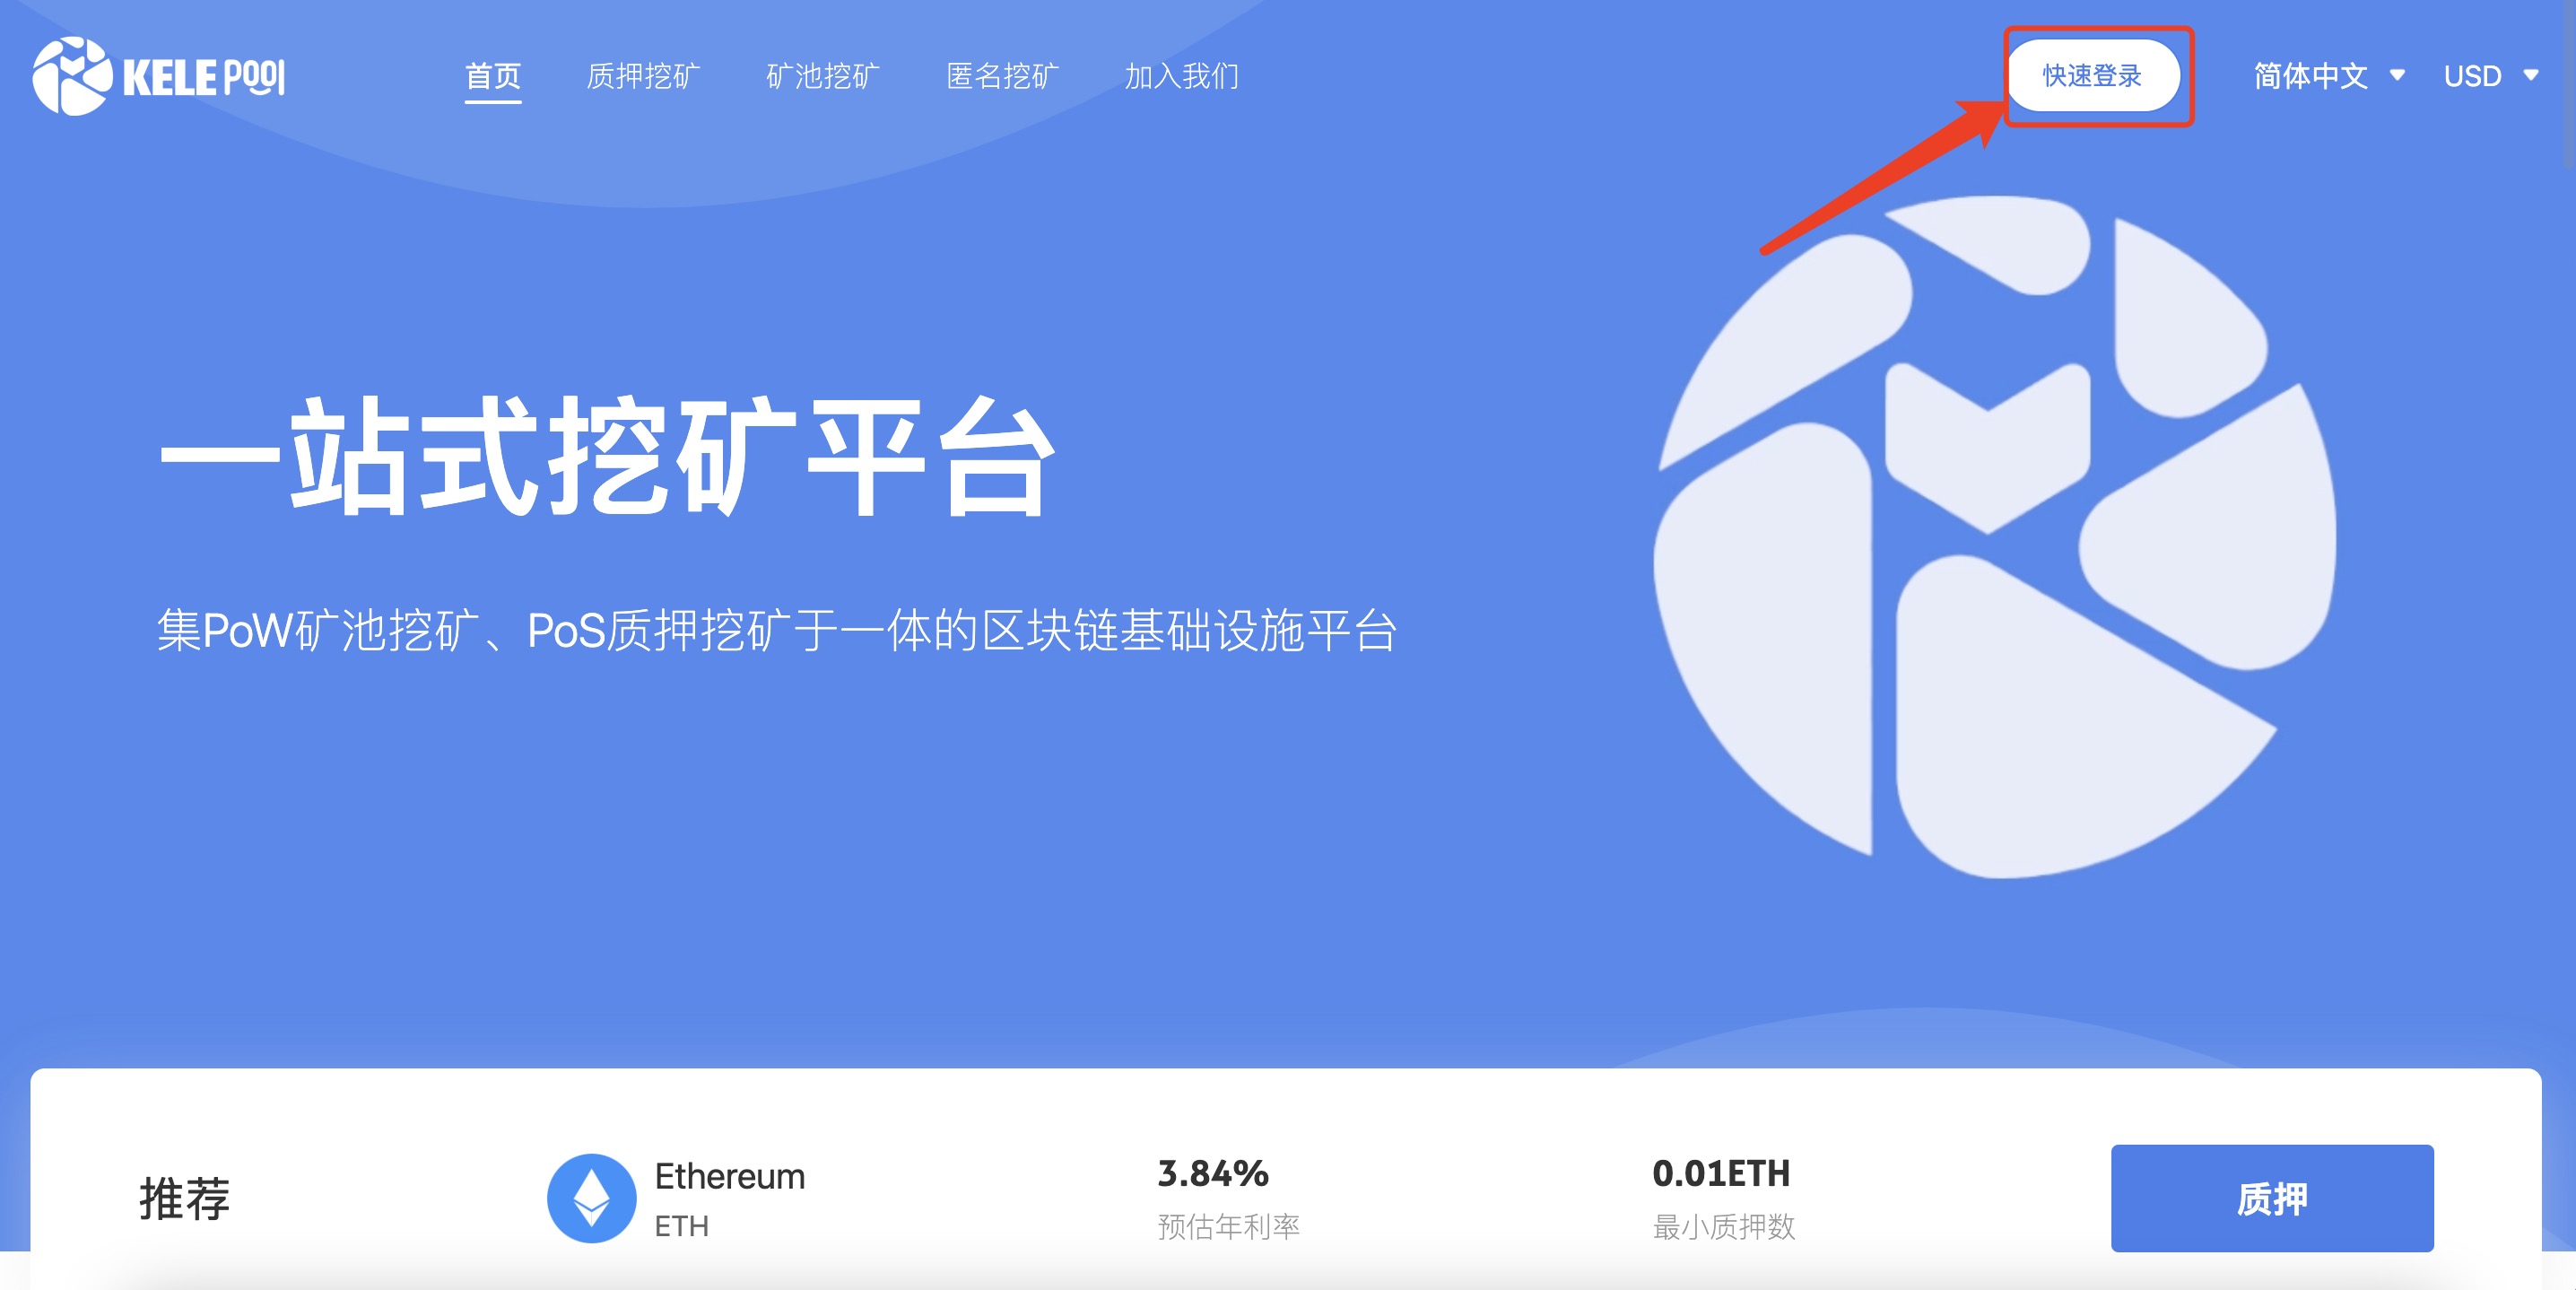 KELE POOl
首页
质押挖矿
矿池挖矿
匿名挖矿
加入我们
快速登录
简体中文
USD
一站式挖矿平台
集PoW矿池挖矿、PoS质押挖矿于一体的区块链基础设施平台
推荐
Ethereum
ETH
3.84%
预估年利率
0.01ETH
最小质押数
质押